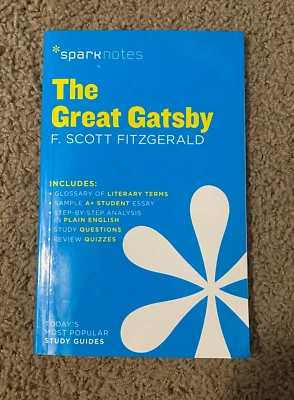 *sparknotes
The
Great Gatsby
F. SCOTT FITZGERALD
INCLUDES:
• GLOSSARY OF LITERARY TERMS
• SAMPLE A+ STUDENT ESSAY
• STEP-BY-STEP ANALYSIS
IN PLAIN ENGLISH
• STUDY QUESTIONS
• REVIEW QUIZZES
TODAY'S
MOST POPULAR
STUDY GUIDES